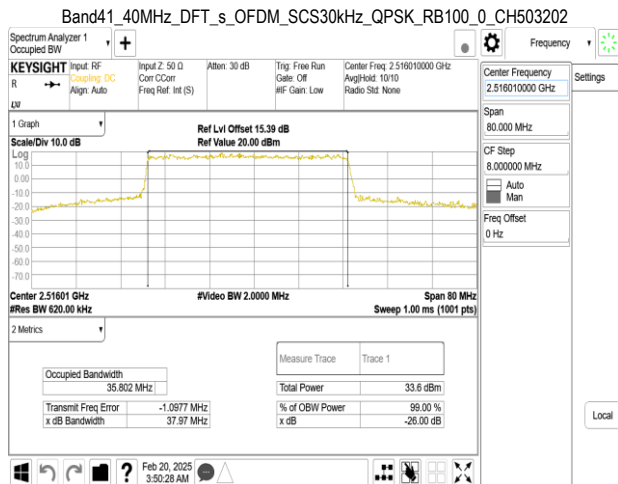 Band41_40MHz_DFT_s_OFDM_SCS30kHz_QPSK_RB100_0_CH503202
Spectrum Analyzer 1
Occupied BW
+
Frequency
KEYSIGHT
Input: RF
Coupling: DC
Align: Auto
Input Z: 50 Ω
Corr CCorr
Freq Ref: Int (S)
Atten: 30 dB
Trig: Free Run
Gate: Off
#IF Gain: Low
Center Freq: 2.516010000 GHz
Avg|Hold: 10/10
Radio Std: None
R
LXI
Center Frequency
2.516010000 GHz
Settings
Span
80.000 MHz
CF Step
8.000000 MHz
Auto
Man
Freq Offset
0 Hz
1 Graph
Scale/Div 10.0 dB
Ref Lvl Offset 15.39 dB
Ref Value 20.00 dBm
Log
10.0
0.00
-10.0
-20.0
-30.0
-40.0
-50.0
-60.0
-70.0
Center 2.51601 GHz
#Res BW 620.00 kHz
#Video BW 2.0000 MHz
Span 80 MHz
Sweep 1.00 ms (1001 pts)
2 Metrics
Measure Trace Trace 1
Occupied Bandwidth
35.802 MHz
Total Power 33.6 dBm
Transmit Freq Error -1.0977 MHz
% of OBW Power 99.00 %
x dB Bandwidth 37.97 MHz
x dB -26.00 dB
Local
?
Feb 20, 2025
3:50:28 AM